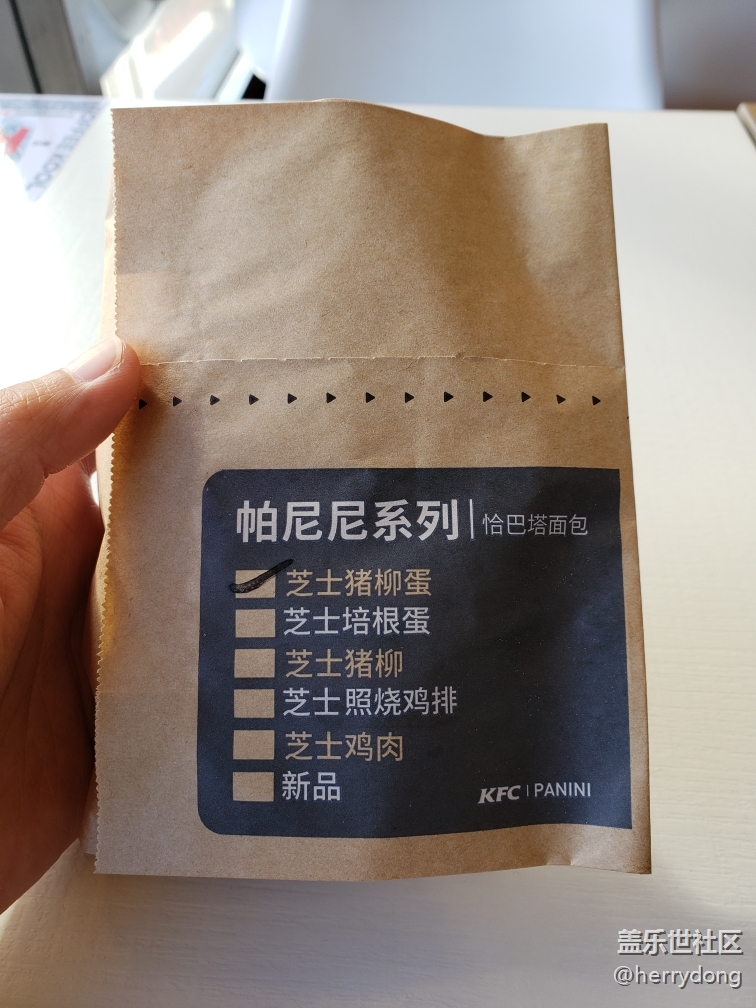 帕尼尼系列|恰巴塔面包
芝士猪柳蛋
芝士培根蛋
芝士猪柳
芝士照烧鸡排
芝士鸡肉
新品
KFC | PANINI
盖乐世社区
@herrydong